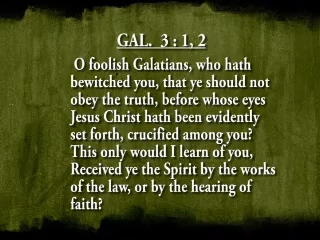 GAL. 3 : 1, 2
O foolish Galatians, who hath
bewitched you, that ye should not
obey the truth, before whose eyes
Jesus Christ hath been evidently
set forth, crucified among you?
This only would I learn of you,
Received ye the Spirit by the works
of the law, or by the hearing of
faith?